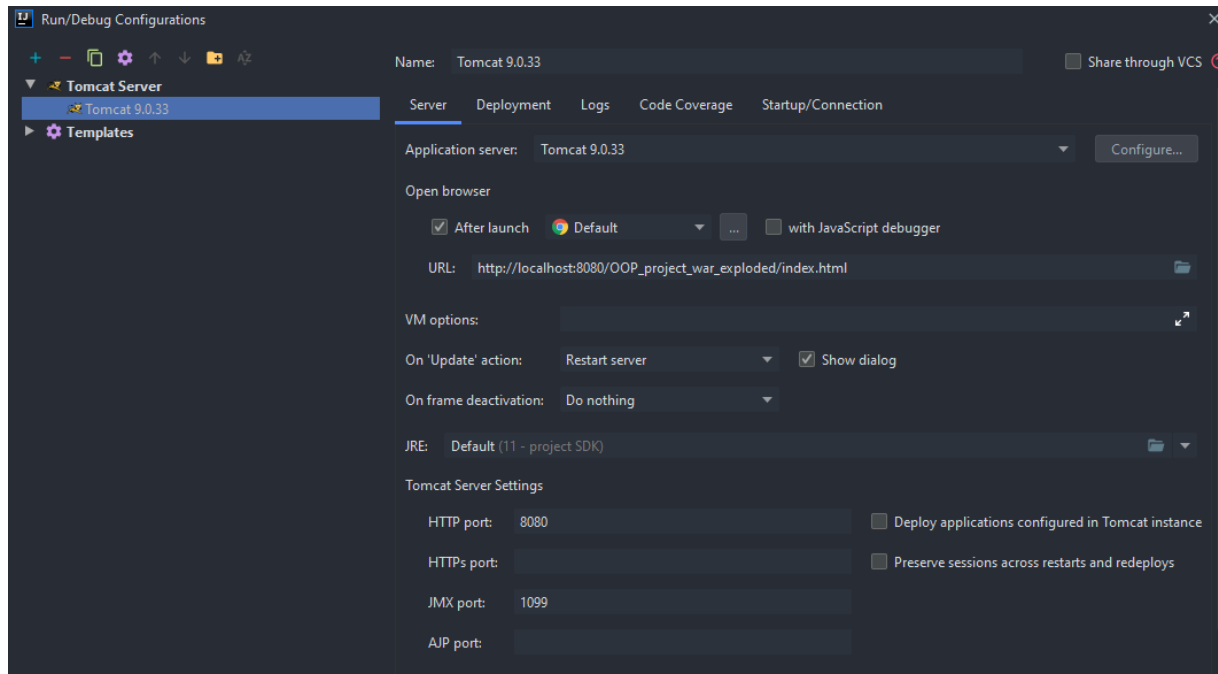 Run/Debug Configurations
Name: Tomcat 9.0.33 Share through VCS
Tomcat Server
Tomcat 9.0.33
Templates
Server Deployment Logs Code Coverage Startup/Connection
Application server: Tomcat 9.0.33 Configure...
Open browser
After launch Default ... with JavaScript debugger
URL: http://localhost:8080/OOP_project_war_exploded/index.html
VM options:
On 'Update' action: Restart server Show dialog
On frame deactivation: Do nothing
JRE: Default (11 - project SDK)
Tomcat Server Settings
HTTP port: 8080 Deploy applications configured in Tomcat instance
HTTPs port: Preserve sessions across restarts and redeploys
JMX port: 1099
AJP port: